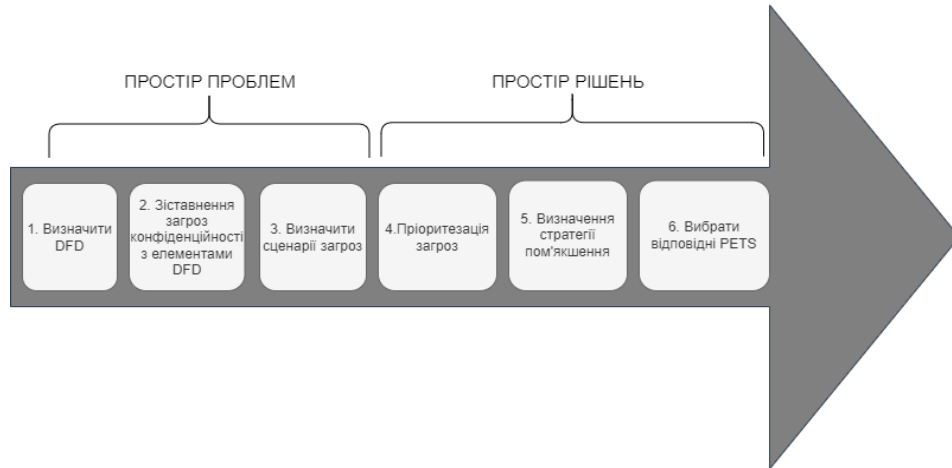 ПРОСТІР ПРОБЛЕМ
ПРОСТІР РІШЕНЬ
1. Визначити
DFD
2. Зіставнення
загроз
конфіденційності
з елементами
DFD
3. Визначити
сценарії загроз
4.Пріоритезація
загроз
5. Визначення
стратегії
пом'якшення
6. Вибрати
відповідні PETS